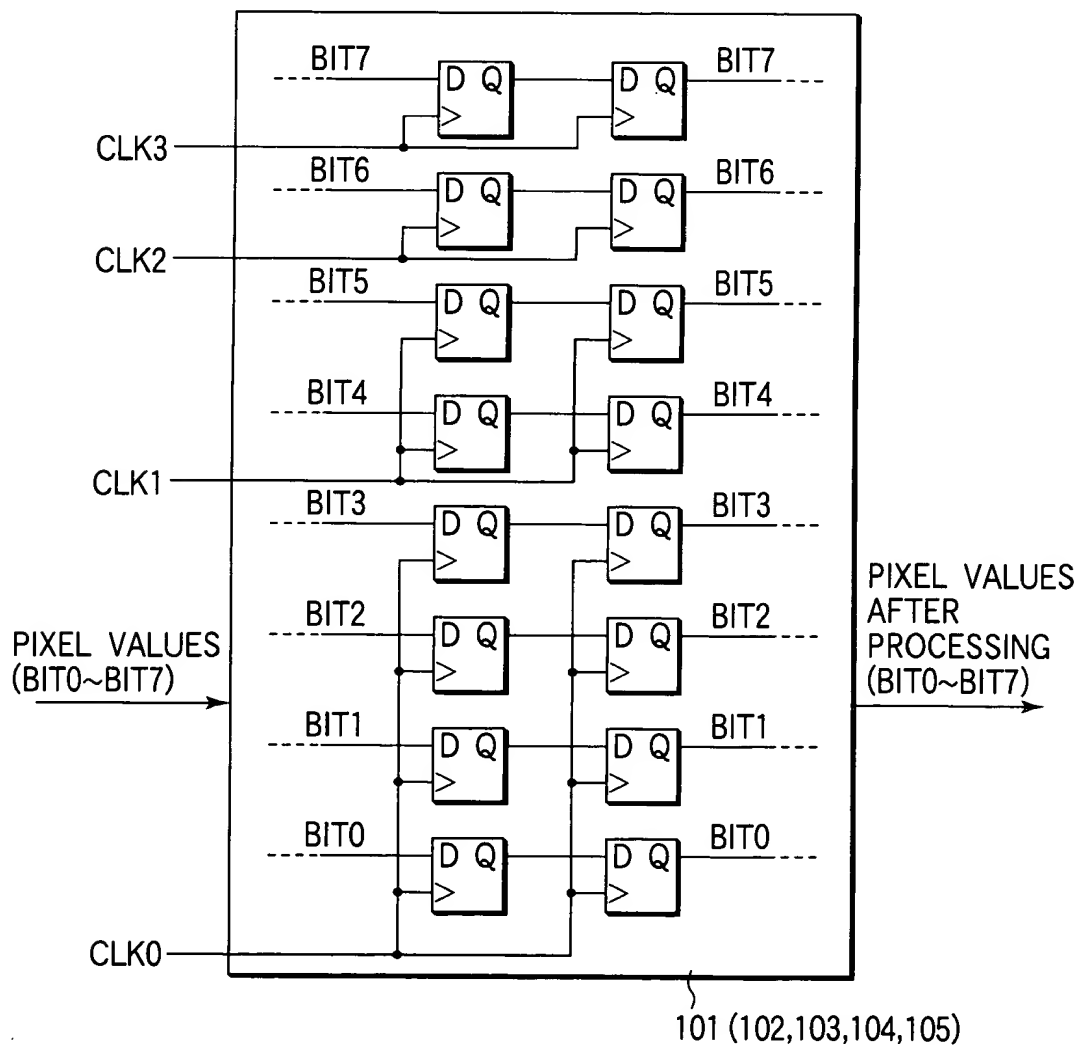 BIT7 BIT7
D Q D Q
CLK3
BIT6 BIT6
D Q D Q
CLK2
BIT5 BIT5
D Q D Q
BIT4 BIT4
D Q D Q
CLK1
BIT3 BIT3
D Q D Q
BIT2 BIT2
D Q D Q
BIT1 BIT1
D Q D Q
BIT0 BIT0
D Q D Q
CLK0
PIXEL VALUES
(BIT0~BIT7)
PIXEL VALUES
AFTER
PROCESSING
(BIT0~BIT7)
101 (102,103,104,105)